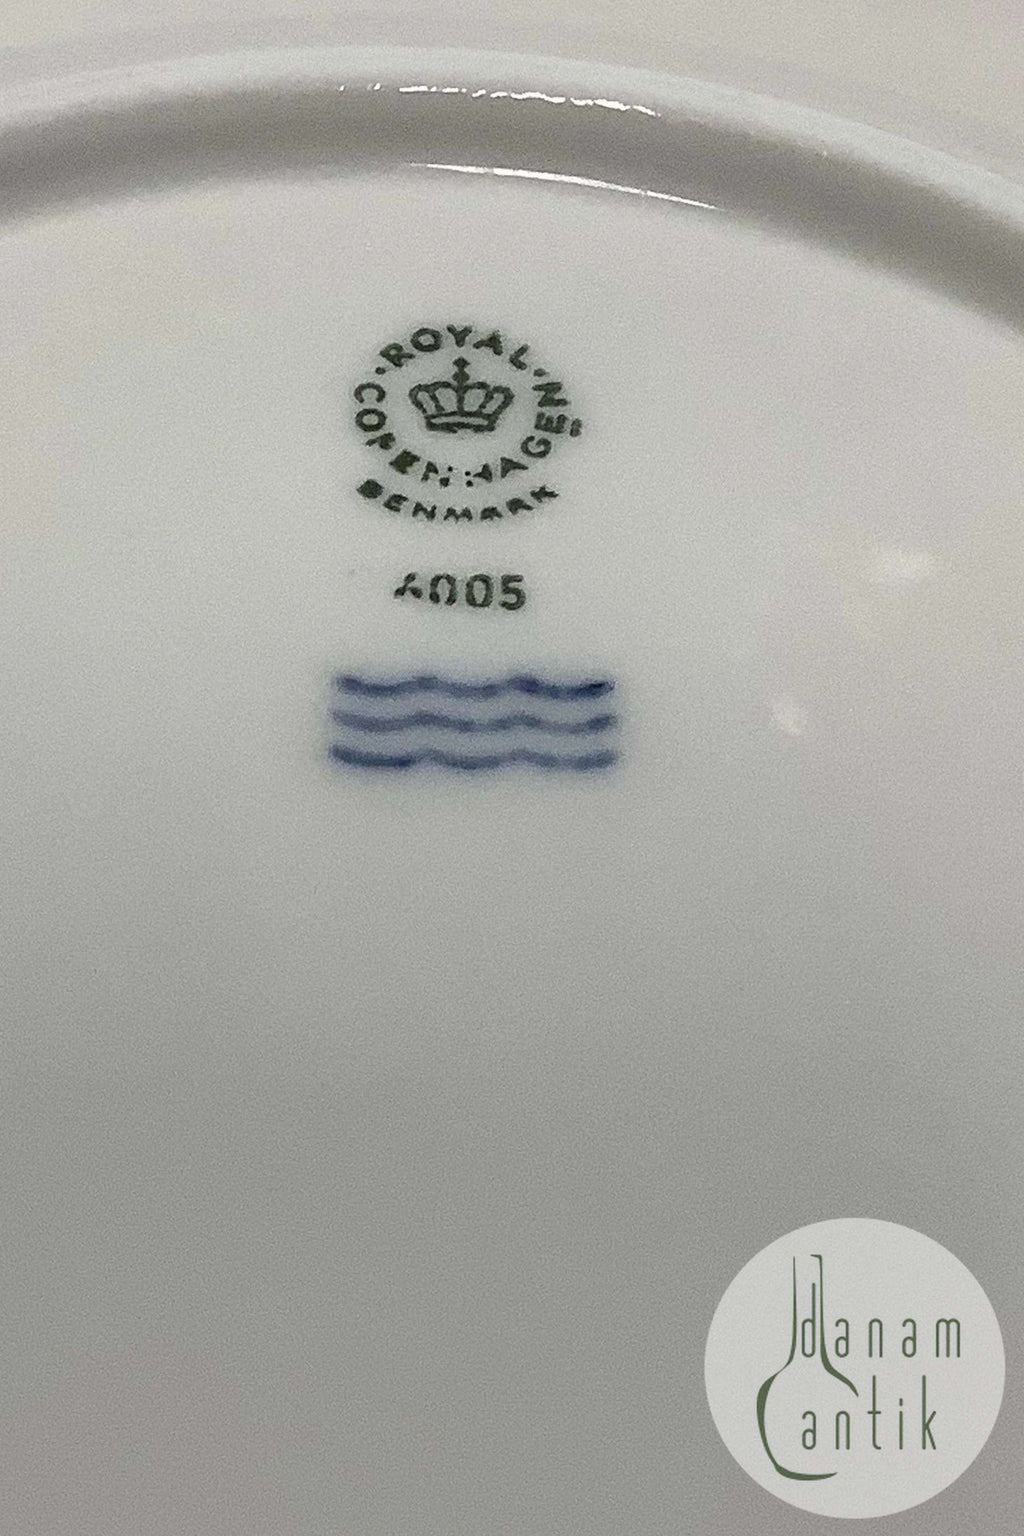 ROYAL
COPENHAGEN
DENMARK
4005
danam
antik